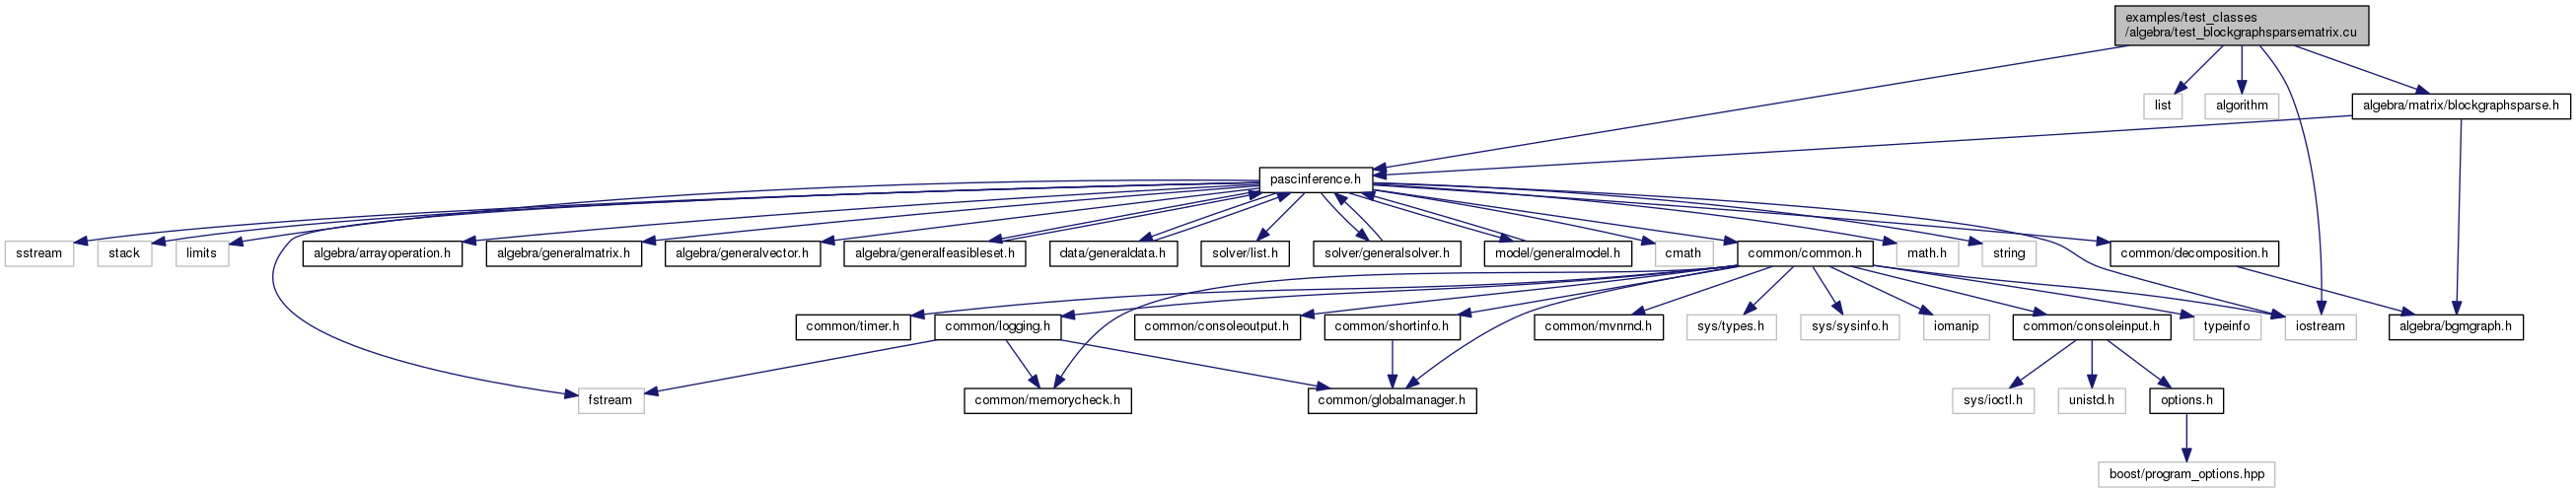 examples/test_classes
/algebra/test_blockgraphsparsematrix.cu
list
algorithm
algebra/matrix/blockgraphsparse.h
pascinference.h
sstream
stack
limits
algebra/arrayoperation.h
algebra/generalmatrix.h
algebra/generalvector.h
algebra/generalfeasibleset.h
data/generaldata.h
solver/list.h
solver/generalsolver.h
model/generalmodel.h
cmath
common/common.h
math.h
string
common/decomposition.h
common/timer.h
common/logging.h
common/consoleoutput.h
common/shortinfo.h
common/mvnrnd.h
sys/types.h
sys/sysinfo.h
iomanip
common/consoleinput.h
typeinfo
iostream
algebra/bgmgraph.h
fstream
common/memorycheck.h
common/globalmanager.h
sys/ioctl.h
unistd.h
options.h
boost/program_options.hpp